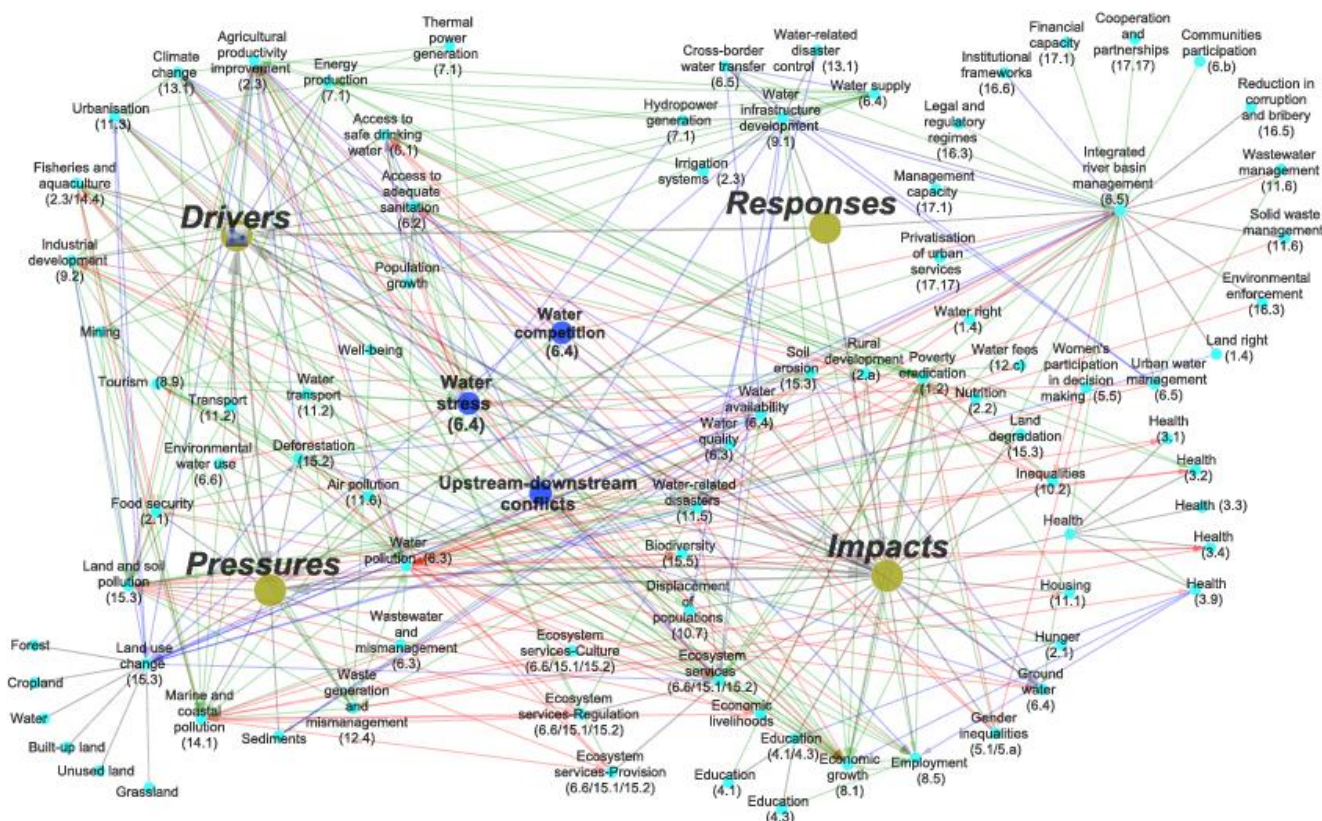 Climate
change
(13.1)
Agricultural
productivity
improvement
(2.3)
Energy
production
(7.1)
Thermal
power
generation
(7.1)
Urbanisation
(11.3)
Access to
safe drinking
water (6.1)
Fisheries and
aquaculture
(2.3/14.4)
Access to
adequate
sanitation
(6.2)
Industrial
development
(9.2)
Drivers
Population
growth
Mining
Well-being
Tourism (8.9)
Transport
(11.2)
Water
transport
(11.2)
Environmental
water use
(6.6)
Deforestation
(15.2)
Air pollution
(11.6)
Food security
(2.1)
Cross-border
water transfer
(6.5)
Water-related
disaster
control (13.1)
Water supply
(6.4)
Hydropower
generation
(7.1)
Water
infrastructure
development
(9.1)
Irrigation
systems (2.3)
Responses
Financial
capacity
(17.1)
Cooperation
and
partnerships
(17.17)
Communities
participation
(6.b)
Institutional
frameworks
(16.6)
Legal and
regulatory
regimes
(16.3)
Reduction in
corruption
and bribery
(16.5)
Integrated
river basin
management
(6.5)
Wastewater
management
(11.6)
Management
capacity
(17.1)
Solid waste
management
(11.6)
Privatisation
of urban
services
(17.17)
Environmental
enforcement
(16.3)
Water right
(1.4)
Land right
(1.4)
Water fees
(12.c)
Women's
participation
in decision
making
(5.5)
Urban water
management
(6.5)
Water
competition
(6.4)
Water
stress
(6.4)
Upstream-downstream
conflicts
Soil
erosion
(15.3)
Rural
development
(2.a)
Poverty
eradication
(1.2)
Nutrition
(2.2)
Water
availability
(6.4)
Water
quality
(6.3)
Land
degradation
(15.3)
Inequalities
(10.2)
Water-related
disasters
(11.5)
Health
(3.1)
Health
(3.2)
Health (3.3)
Health
Health
(3.4)
Health
(3.9)
Biodiversity
(15.5)
Displacement
of
populations
(10.7)
Impacts
Housing
(11.1)
Hunger
(2.1)
Ground
water
(6.4)
Gender
inequalities
(5.1/5.a)
Employment
(8.5)
Economic
growth
(8.1)
Education
(4.1/4.3)
Education
(4.1)
Education
(4.3)
Economic
livelihoods
Ecosystem
services
(6.6/15.1/15.2)
Pressures
Water
pollution
(6.3)
Land and soil
pollution
(15.3)
Wastewater and
mismanagement
(6.3)
Land use
change
(15.3)
Forest
Cropland
Water
Built-up land
Unused land
Grassland
Marine and
coastal
pollution
(14.1)
Sediments
Waste
generation
and
mismanagement
(12.4)
Ecosystem
services-Culture
(6.6/15.1/15.2)
Ecosystem
services-Regulation
(6.6/15.1/15.2)
Ecosystem
services-Provision
(6.6/15.1/15.2)